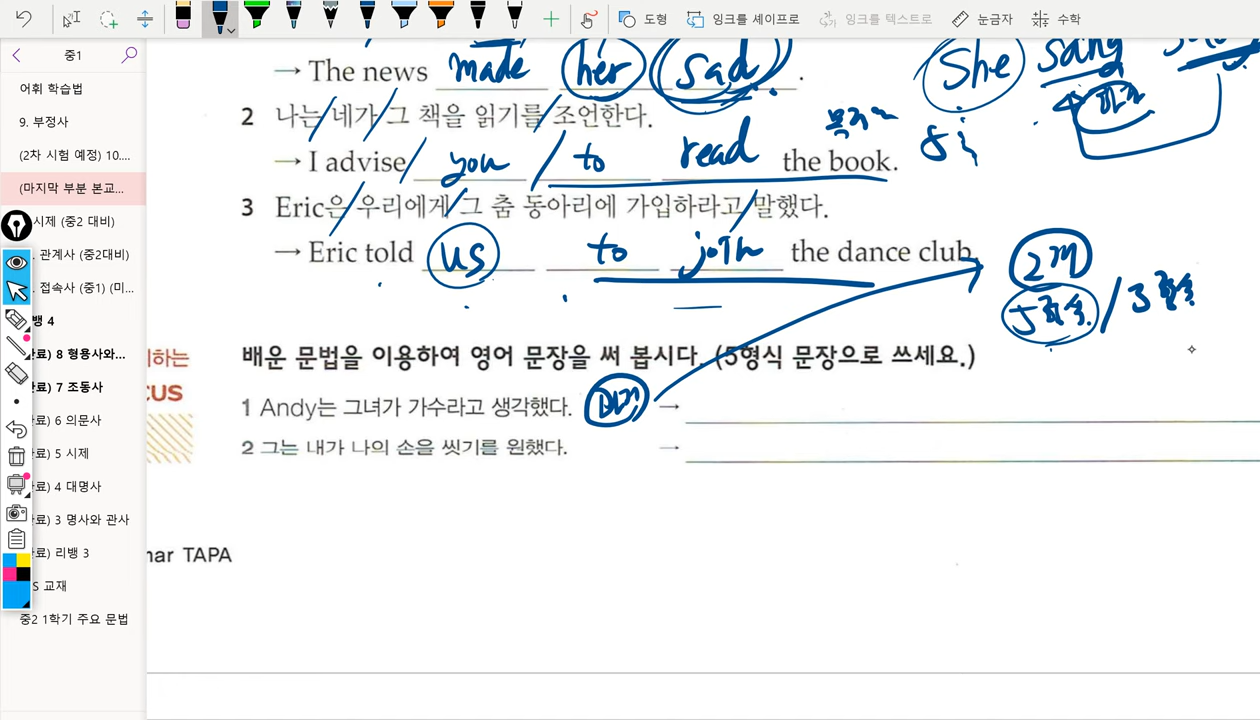 도형 잉크를 셰이프로 잉크를 텍스트로 눈금자 수학
중1
어휘 학습법
9. 부정사
(2차 시험 예정) 10....
(마지막 부분 본교...
시제 (중2 대비)
관계사 (중2대비)
접속사 (중1) (미...
뱅 4
료) 8 형용사와...
료) 7 조동사
료) 6 의문사
료) 5 시제
료) 4 대명사
료) 3 명사와 관사
료) 리뱅 3
S 교재
중2 1학기 주요 문법
→ The news made her sad.
She sang
2 나는/네가/그 책을 읽기를/조언한다.
→ I advise you to read the book.
3 Eric은/우리에게/그 춤 동아리에 가입하라고/말했다.
→ Eric told us to join the dance club
2개
5형식 / 3형식
하는
CUS
배운 문법을 이용하여 영어 문장을 써 봅시다. (5형식 문장으로 쓰세요.)
1 Andy는 그녀가 가수라고 생각했다. →
2 그는 내가 나의 손을 씻기를 원했다. →
mar TAPA